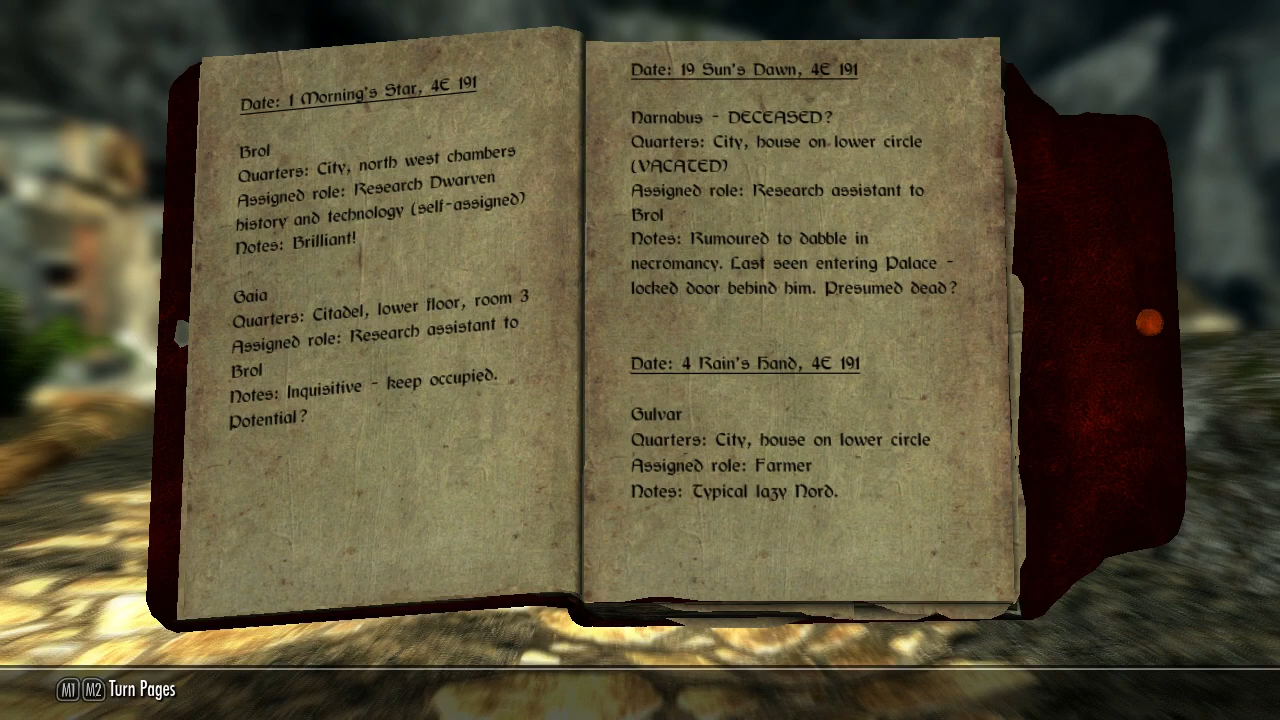 Date: 1 Morning's Star, 4E 191
Brol
Quarters: City, north west chambers
Assigned role: Research Dwarven
history and technology (self-assigned)
Notes: Brilliant!
Gaia
Quarters: Citadel, lower floor, room 3
Assigned role: Research assistant to
Brol
Notes: Inquisitive - keep occupied.
Potential?
Date: 19 Sun's Dawn, 4E 191
Narnabus - DECEASED?
Quarters: City, house on lower circle
(VACATED)
Assigned role: Research assistant to
Brol
Notes: Rumoured to dabble in
necromancy. Last seen entering Palace -
locked door behind him. Presumed dead?
Date: 4 Rain's Hand, 4E 191
Gulvar
Quarters: City, house on lower circle
Assigned role: Farmer
Notes: Typical lazy Nord.
M1 M2 Turn Pages